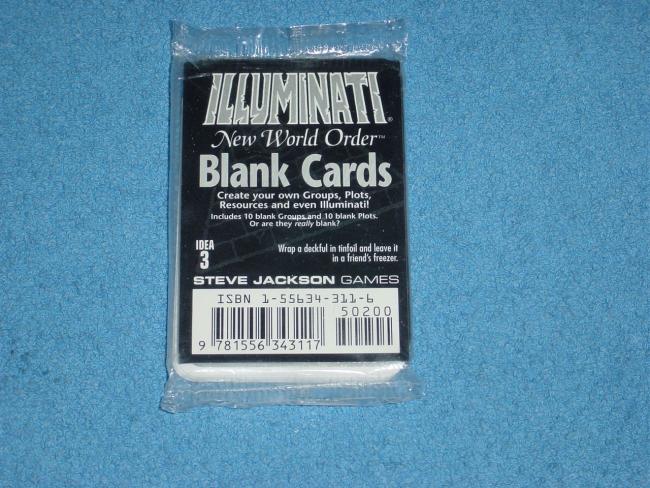 ILLUMINATI®
New World Order™
Blank Cards
Create your own Groups, Plots,
Resources and even Illuminati!
Includes 10 blank Groups and 10 blank Plots.
Or are they really blank?
IDEA
3
Wrap a deckful in tinfoil and leave it
in a friend's freezer.
STEVE JACKSON GAMES
ISBN 1-55634-311-6
50200
9 781556 343117